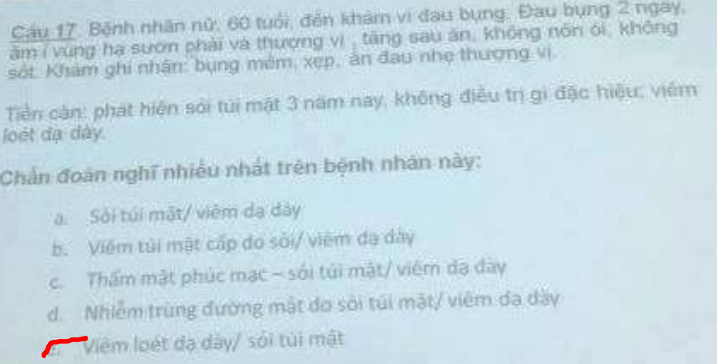 Câu 17. Bệnh nhân nữ, 60 tuổi, đến khám vì đau bụng. Đau bụng 2 ngày,
âm ỉ vùng hạ sườn phải và thượng vị , tăng sau ăn, không nôn ói, không
sốt. Khám ghi nhận: bụng mềm, xẹp, ấn đau nhẹ thượng vị.
Tiền căn: phát hiện sỏi túi mật 3 năm nay, không điều trị gì đặc hiệu; viêm
loét dạ dày.
Chẩn đoán nghĩ nhiều nhất trên bệnh nhân này:
a. Sỏi túi mật/ viêm dạ dày
b. Viêm túi mật cấp do sỏi/ viêm dạ dày
c. Thấm mật phúc mạc – sỏi túi mật/ viêm dạ dày
d. Nhiễm trùng đường mật do sỏi túi mật/ viêm dạ dày
Viêm loét dạ dày/ sỏi túi mật